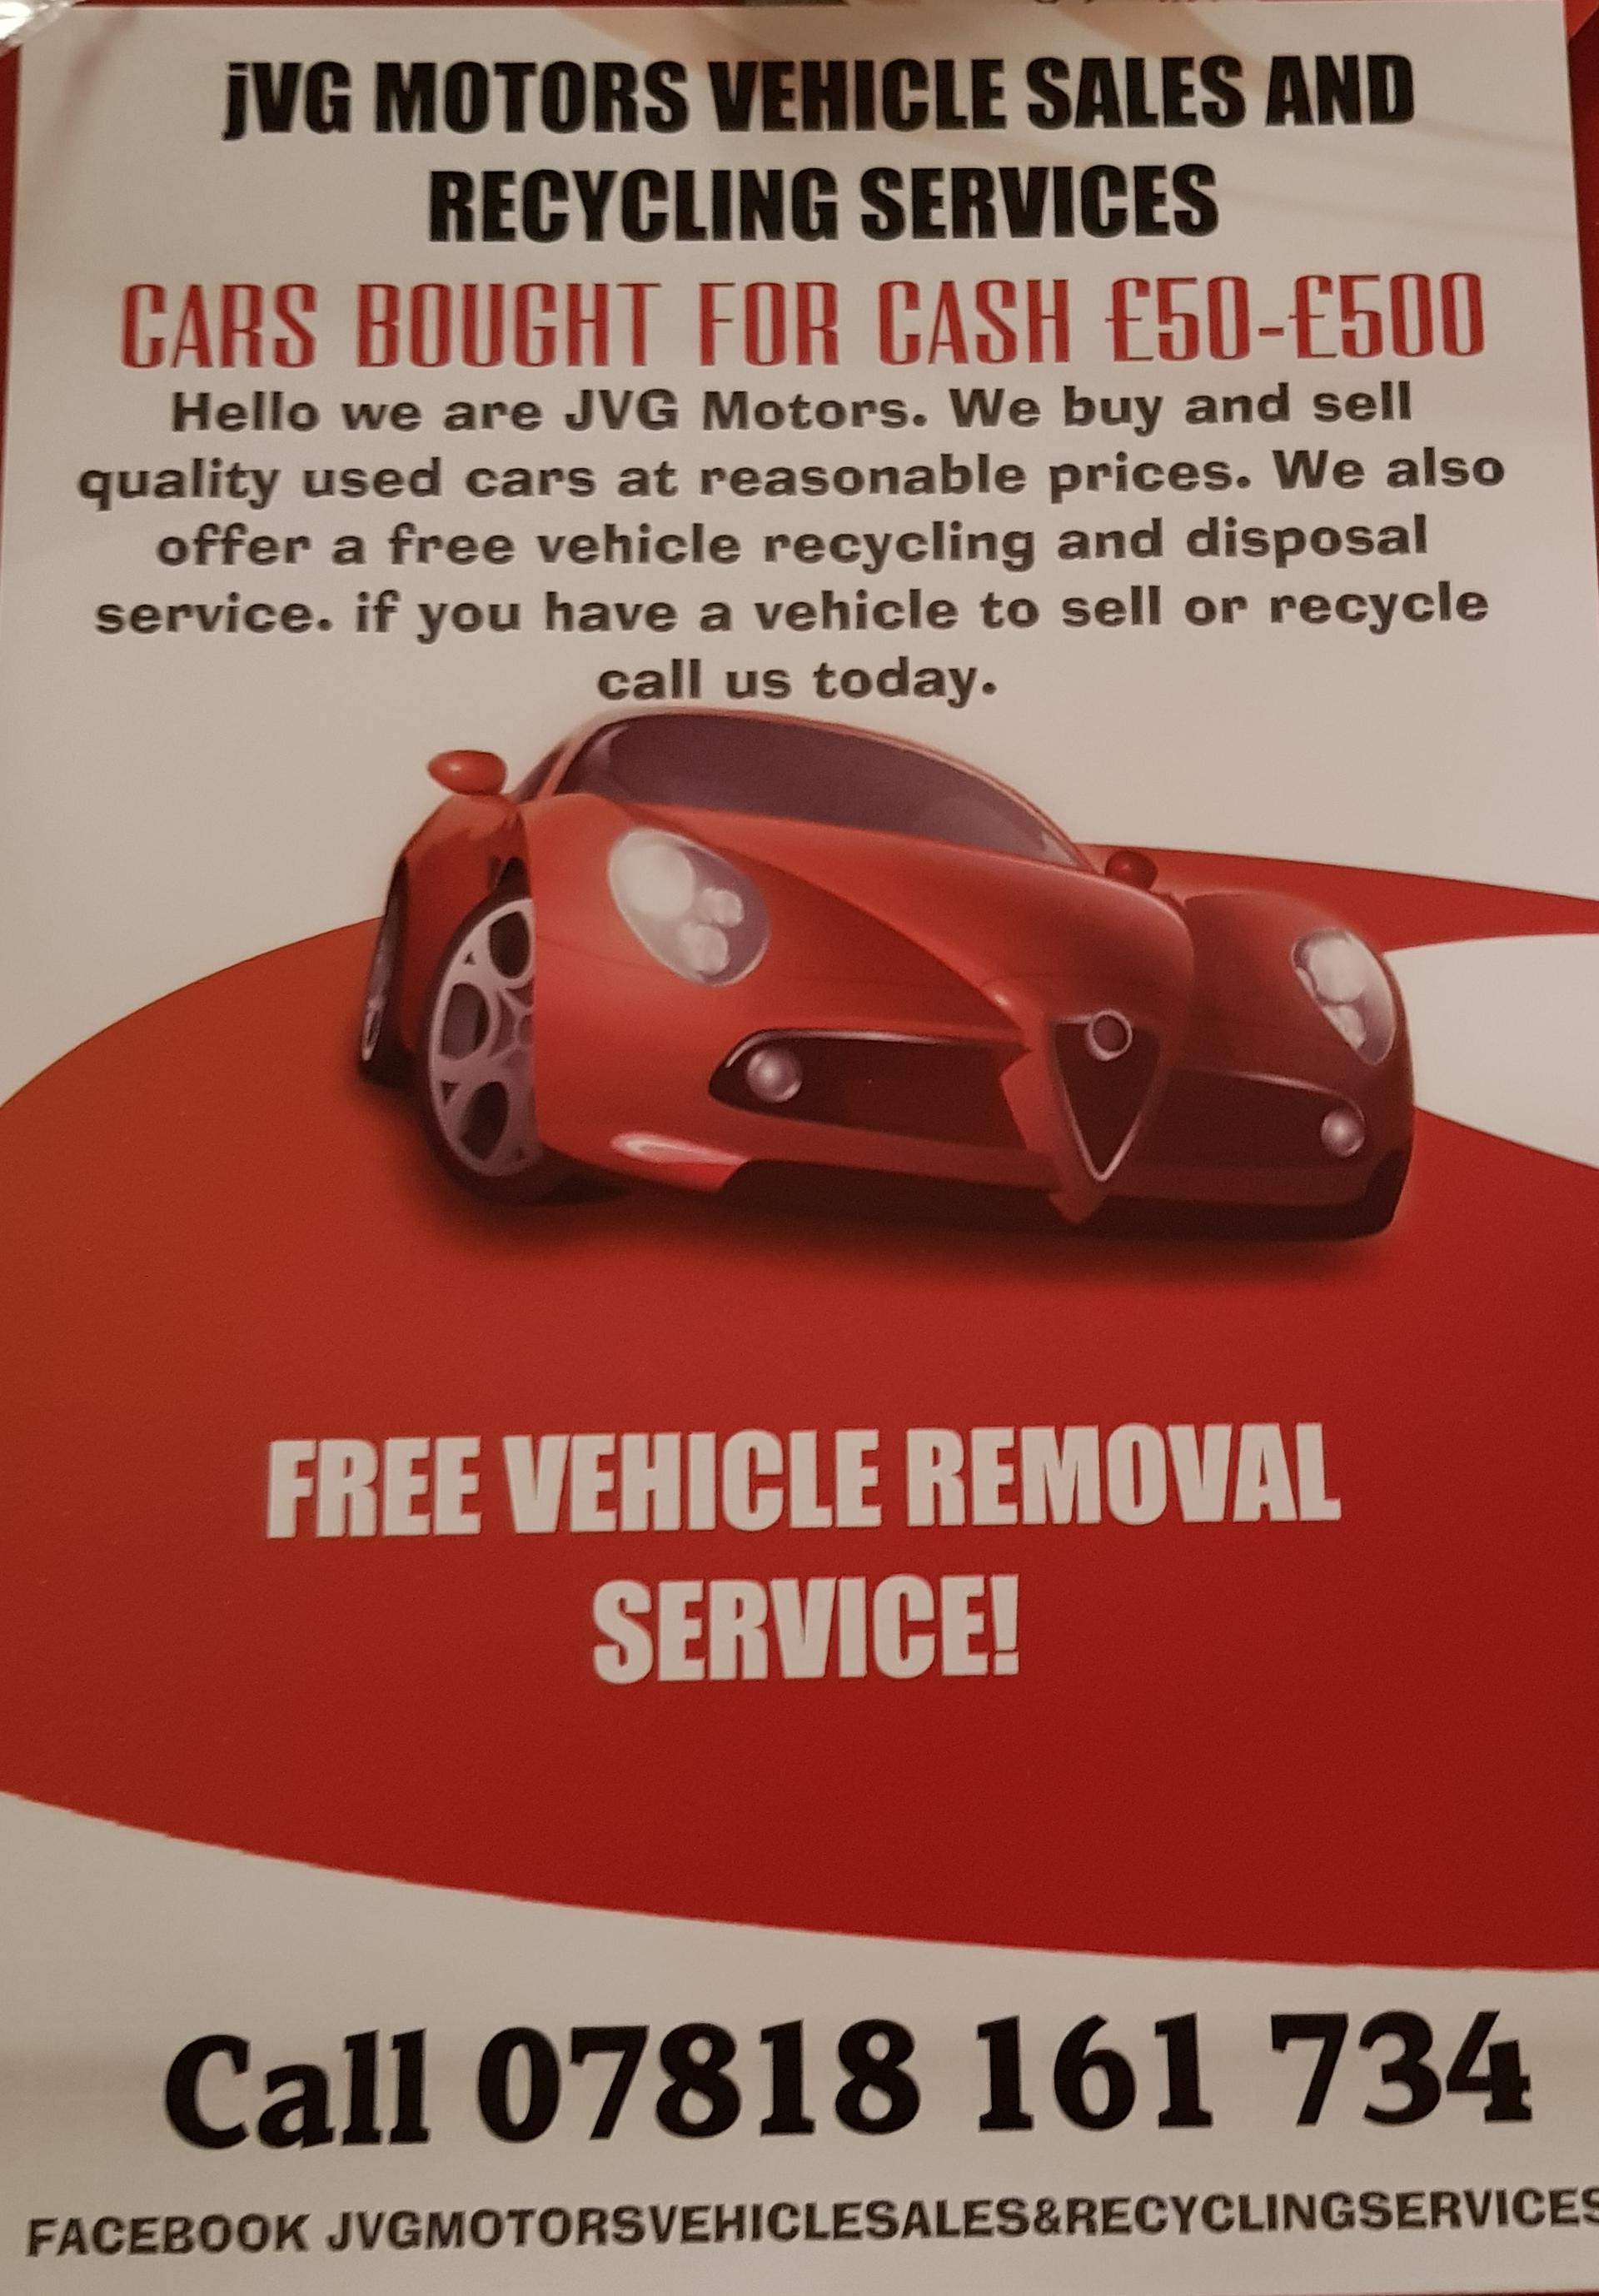 jVG MOTORS VEHICLE SALES AND
RECYCLING SERVICES
CARS BOUGHT FOR CASH £50-£500
Hello we are JVG Motors. We buy and sell
quality used cars at reasonable prices. We also
offer a free vehicle recycling and disposal
service. if you have a vehicle to sell or recycle
call us today.
FREE VEHICLE REMOVAL
SERVICE!
Call 07818 161 734
FACEBOOK JVGMOTORSVEHICLESALES&RECYCLINGSERVICES